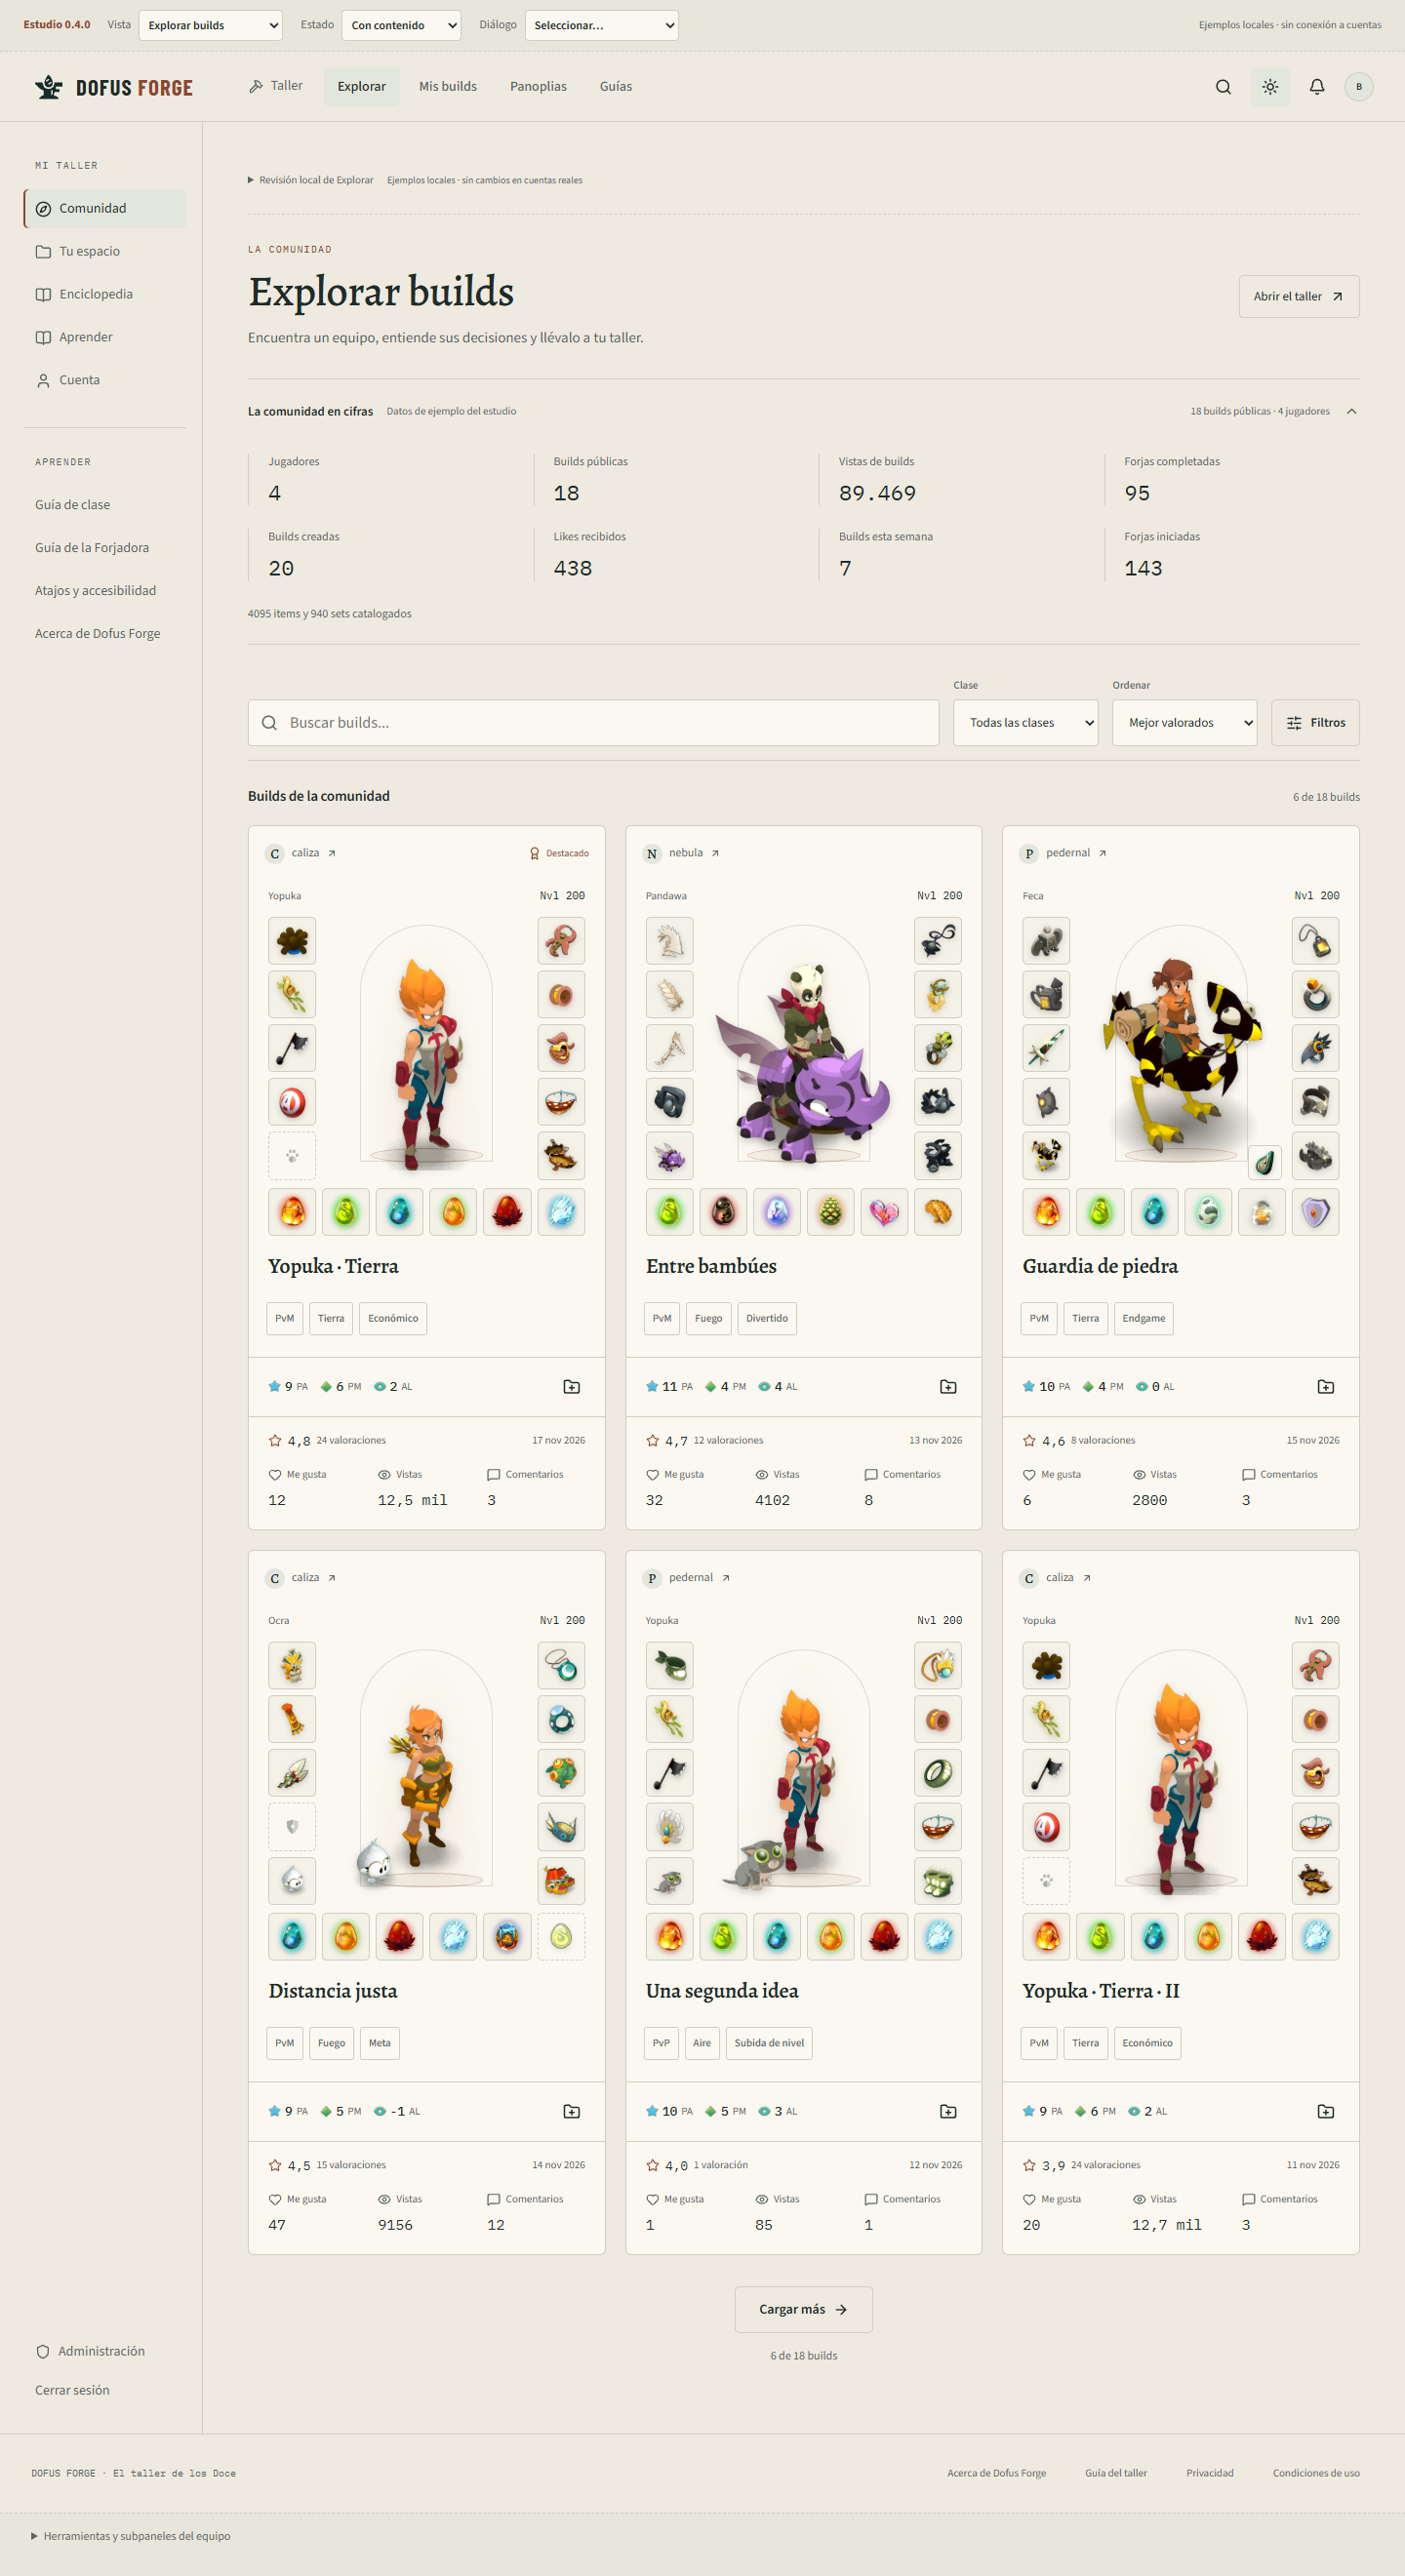 Estudio 0.4.0 Vista Explorar builds Estado Con contenido Diálogo Seleccionar... Ejemplos locales · sin conexión a cuentas
DOFUS FORGE Taller Explorar Mis builds Panoplias Guías B
MI TALLER
Comunidad
Tu espacio
Enciclopedia
Aprender
Cuenta
APRENDER
Guía de clase
Guía de la Forjadora
Atajos y accesibilidad
Acerca de Dofus Forge
Administración
Cerrar sesión
Revisión local de Explorar Ejemplos locales · sin cambios en cuentas reales
LA COMUNIDAD
Explorar builds
Abrir el taller
Encuentra un equipo, entiende sus decisiones y llévalo a tu taller.
La comunidad en cifras Datos de ejemplo del estudio 18 builds públicas · 4 jugadores
Jugadores Builds públicas Vistas de builds Forjas completadas
4 18 89.469 95
Builds creadas Likes recibidos Builds esta semana Forjas iniciadas
20 438 7 143
4095 items y 940 sets catalogados
Clase Ordenar
Buscar builds... Todas las clases Mejor valorados Filtros
Builds de la comunidad 6 de 18 builds
C caliza Destacado
Yopuka Nvl 200
Yopuka · Tierra
PvM Tierra Económico
9 PA 6 PM 2 AL
4,8 24 valoraciones 17 nov 2026
Me gusta Vistas Comentarios
12 12,5 mil 3
N nebula
Pandawa Nvl 200
Entre bambúes
PvM Fuego Divertido
11 PA 4 PM 4 AL
4,7 12 valoraciones 13 nov 2026
Me gusta Vistas Comentarios
32 4102 8
P pedernal
Feca Nvl 200
Guardia de piedra
PvM Tierra Endgame
10 PA 4 PM 0 AL
4,6 8 valoraciones 15 nov 2026
Me gusta Vistas Comentarios
6 2800 3
C caliza
Ocra Nvl 200
Distancia justa
PvM Fuego Meta
9 PA 5 PM -1 AL
4,5 15 valoraciones 14 nov 2026
Me gusta Vistas Comentarios
47 9156 12
P pedernal
Yopuka Nvl 200
Una segunda idea
PvP Aire Subida de nivel
10 PA 5 PM 3 AL
4,0 1 valoración 12 nov 2026
Me gusta Vistas Comentarios
1 85 1
C caliza
Yopuka Nvl 200
Yopuka · Tierra · II
PvM Tierra Económico
9 PA 6 PM 2 AL
3,9 24 valoraciones 11 nov 2026
Me gusta Vistas Comentarios
20 12,7 mil 3
Cargar más
6 de 18 builds
DOFUS FORGE · El taller de los Doce Acerca de Dofus Forge Guía del taller Privacidad Condiciones de uso
Herramientas y subpaneles del equipo